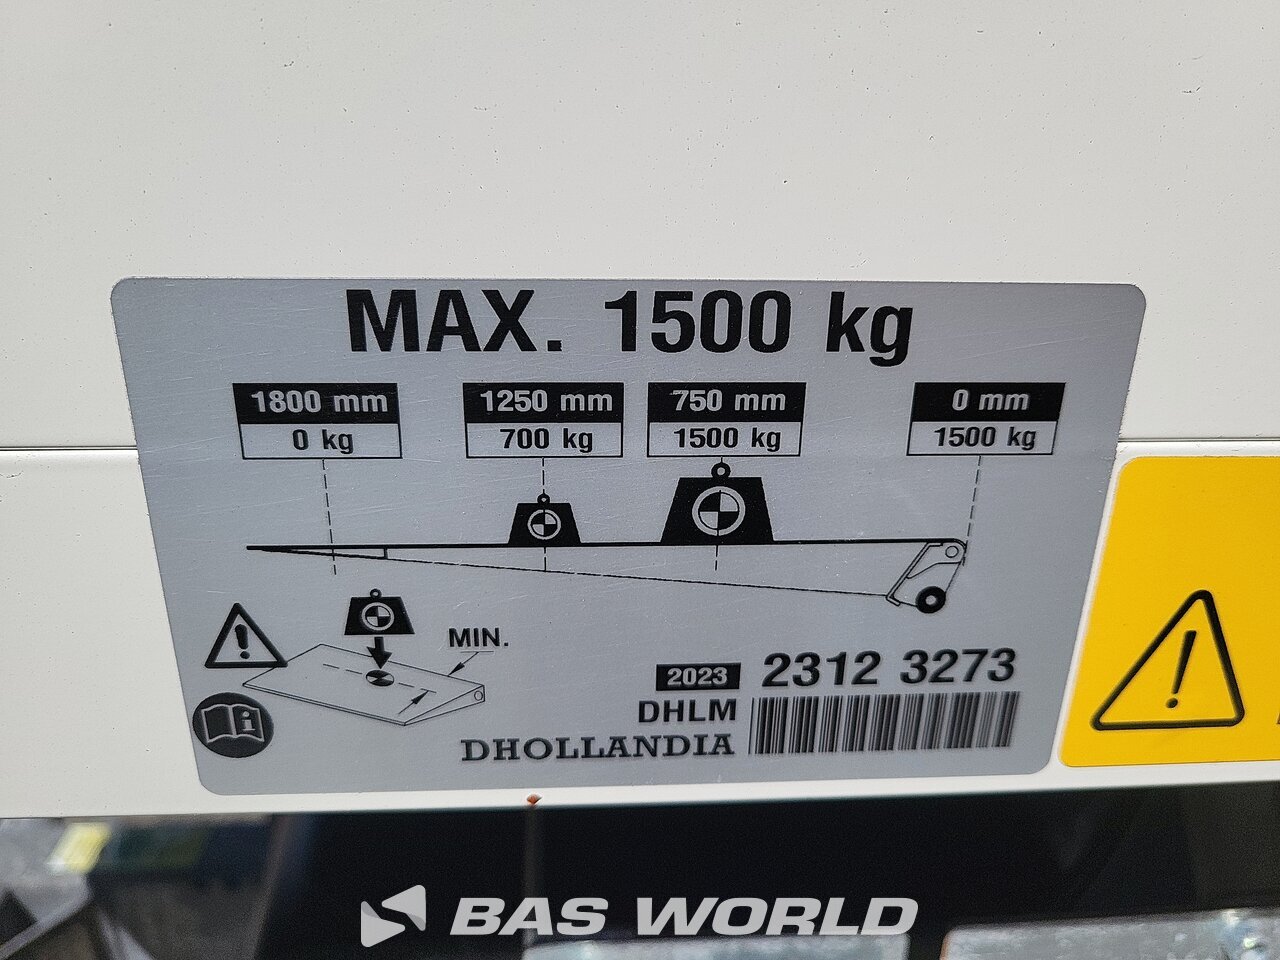 MAX. 1500 kg
1800 mm 1250 mm 750 mm 0 mm
0 kg 700 kg 1500 kg 1500 kg
MIN.
2023 2312 3273
DHLM
DHOLLANDIA
BAS WORLD